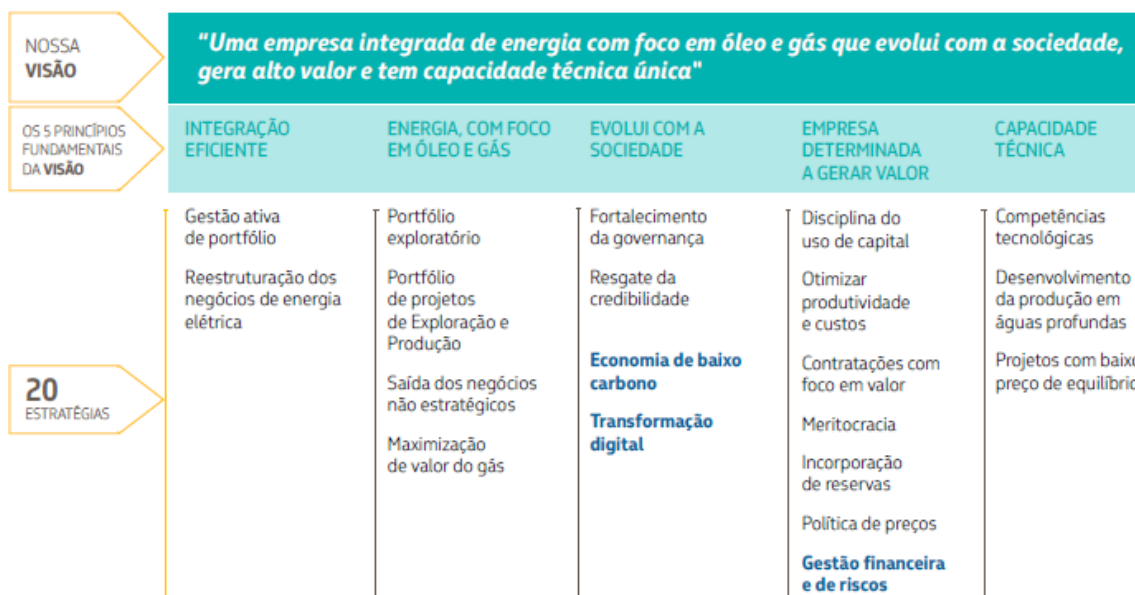 NOSSA
VISÃO
"Uma empresa integrada de energia com foco em óleo e gás que evolui com a sociedade,
gera alto valor e tem capacidade técnica única"
OS 5 PRINCÍPIOS
FUNDAMENTAIS
DA VISÃO
INTEGRAÇÃO
EFICIENTE
ENERGIA, COM FOCO
EM ÓLEO E GÁS
EVOLUI COM A
SOCIEDADE
EMPRESA
DETERMINADA
A GERAR VALOR
CAPACIDADE
TÉCNICA
20
ESTRATÉGIAS
Gestão ativa
de portfólio
Reestruturação dos
negócios de energia
elétrica
Portfólio
exploratório
Portfólio
de projetos
de Exploração e
Produção
Saída dos negócios
não estratégicos
Maximização
de valor do gás
Fortalecimento
da governança
Resgate da
credibilidade
Economia de baixo
carbono
Transformação
digital
Disciplina do
uso de capital
Otimizar
produtividade
e custos
Contratações com
foco em valor
Meritocracia
Incorporação
de reservas
Política de preços
Gestão financeira
e de riscos
Competências
tecnológicas
Desenvolvimento
da produção em
águas profundas
Projetos com baixo
preço de equilíbrio